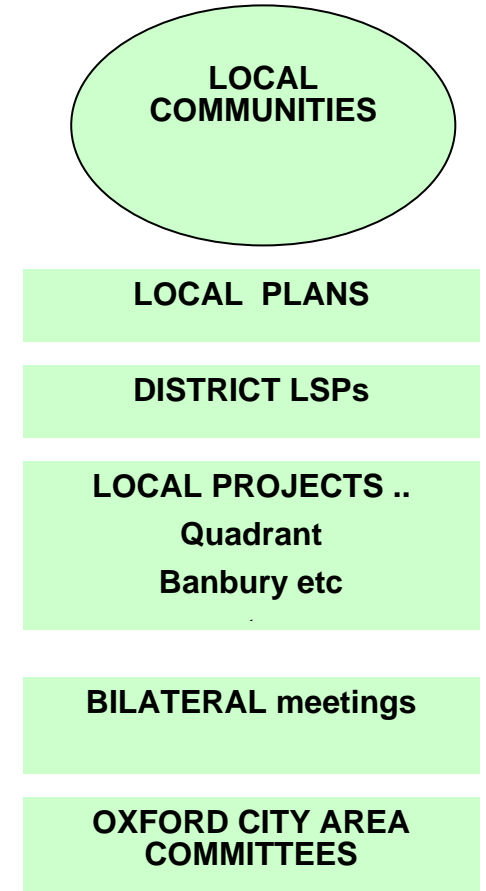 LOCAL
COMMUNITIES
LOCAL PLANS
DISTRICT LSPs
LOCAL PROJECTS ..
Quadrant
Banbury etc
BILATERAL meetings
OXFORD CITY AREA
COMMITTEES